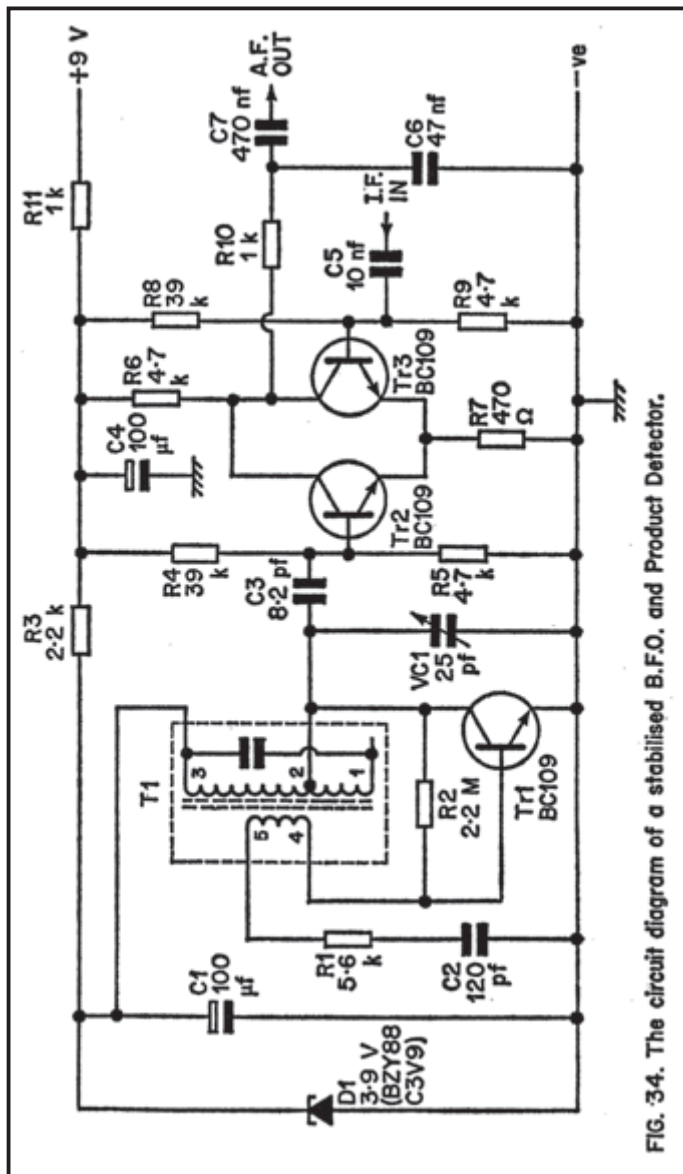 +9 V
R11
1 k
A.F.
OUT
C7
470 nf
C6
47 nf
I.F.
IN
R10
1 k
C5
10 nf
R8
39
k
R9
4·7
k
R6
4·7
k
Tr3
BC109
C4
100
µf
R7
470
Ω
Tr2
BC109
R3
2·2 k
R4
39
k
R5
4·7
k
C3
8·2 pf
VC1
25
pf
T1
3
2
1
5
4
R2
2·2 M
Tr1
BC109
R1
5·6
k
C2
120
pf
C1
100
µf
D1
3·9 V
(BZY88
C3V9)
−ve
FIG. 34. The circuit diagram of a stabilised B.F.O. and Product Detector.